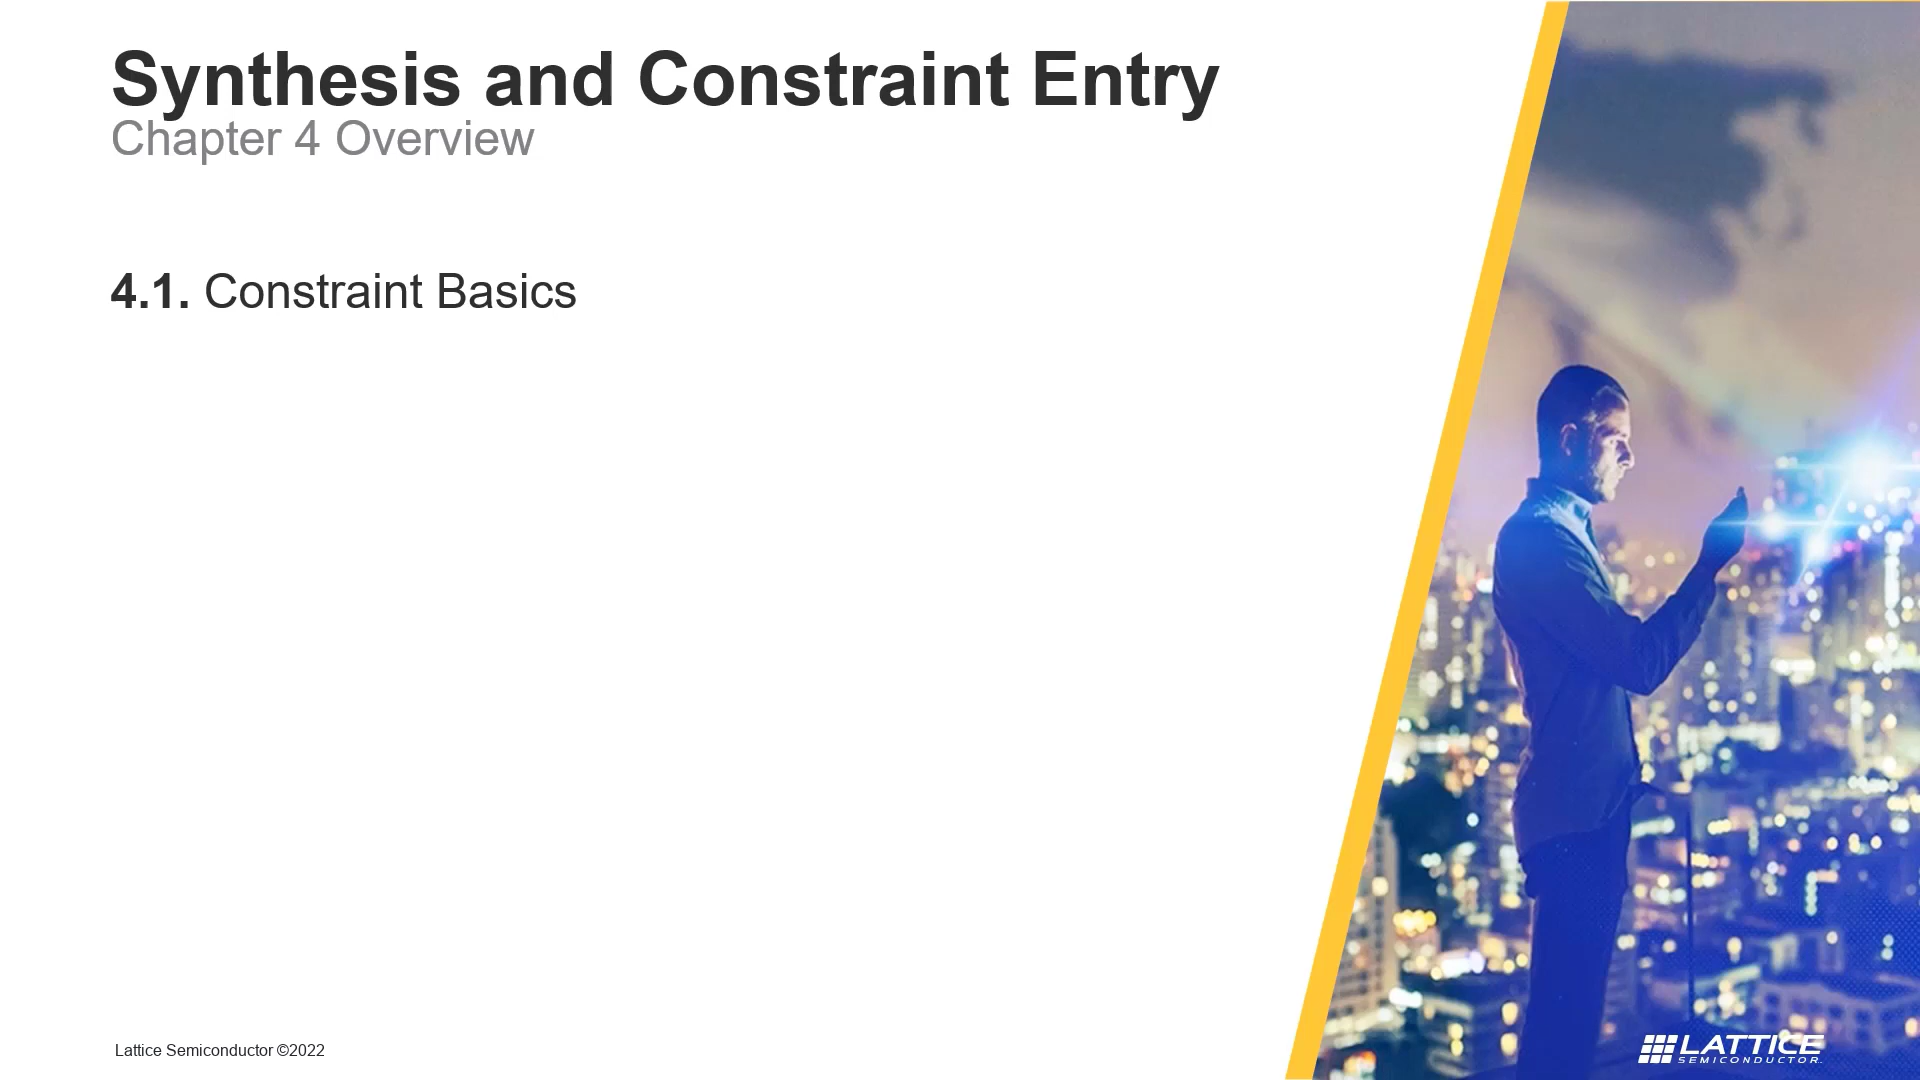 Synthesis and Constraint Entry
Chapter 4 Overview
4.1. Constraint Basics
Lattice Semiconductor ©2022
LATTICE
SEMICONDUCTOR.